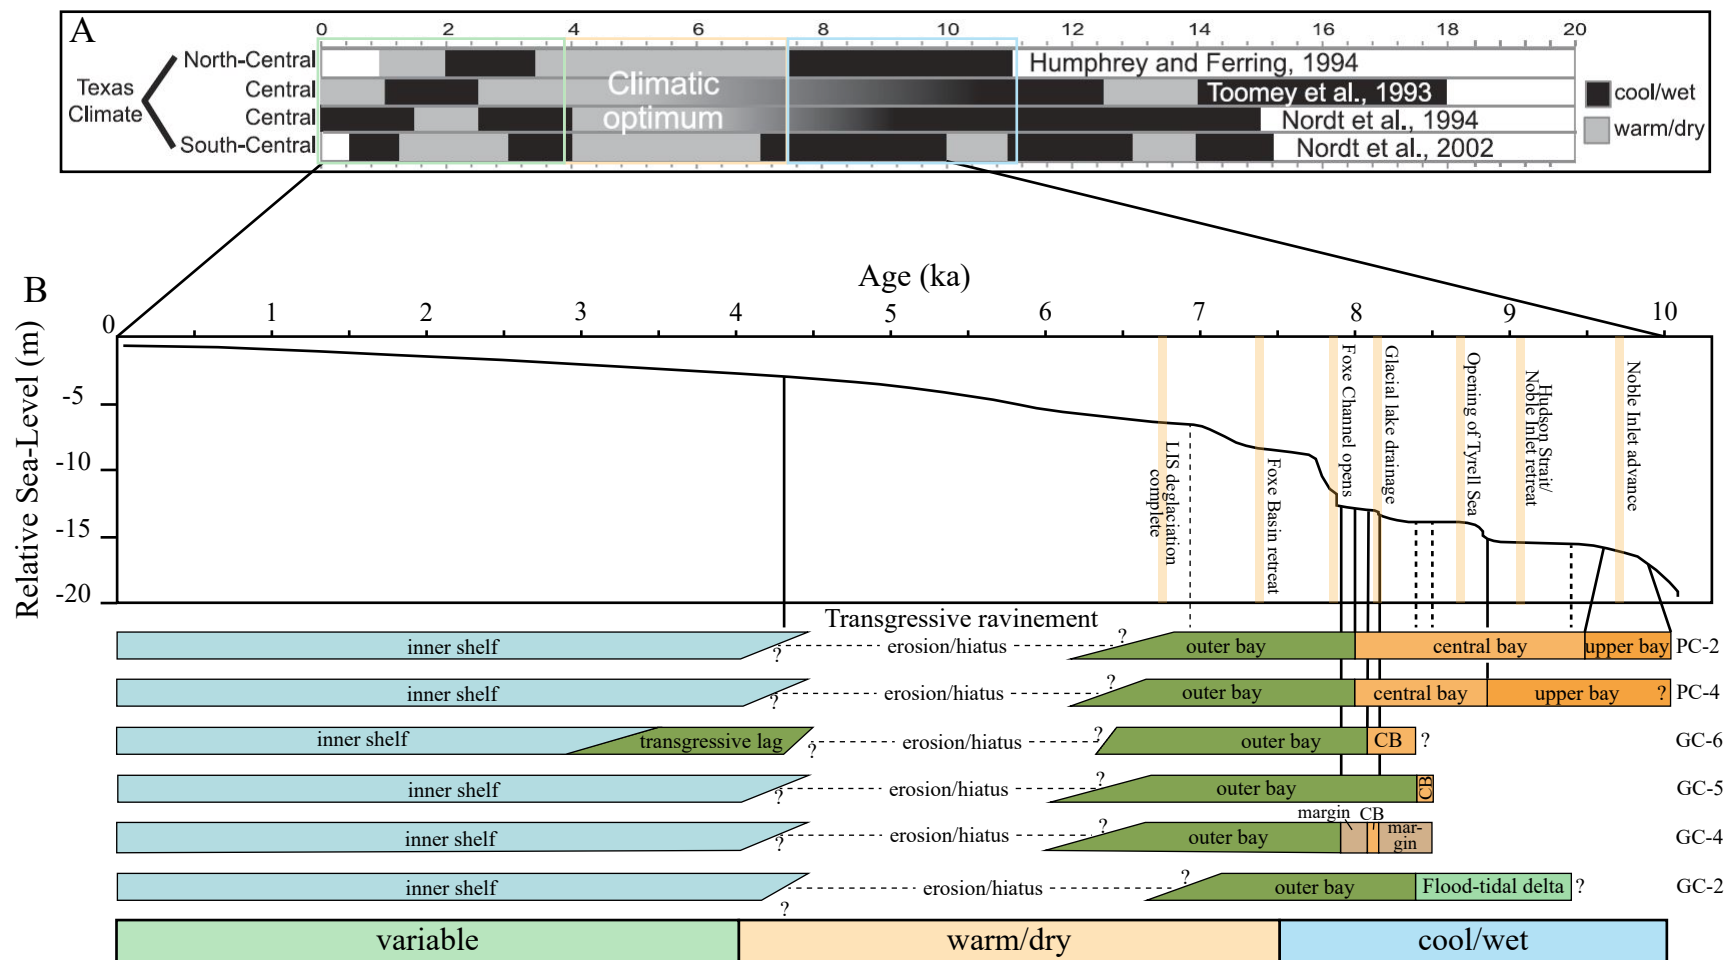 A
0 2 4 6 8 10 12 14 16 18 20
Texas
Climate
North-Central
Central
Central
South-Central
Climatic
optimum
Humphrey and Ferring, 1994
Toomey et al., 1993
Nordt et al., 1994
Nordt et al., 2002
cool/wet
warm/dry
B
Age (ka)
0 1 2 3 4 5 6 7 8 9 10
Relative Sea-Level (m)
-5
-10
-15
-20
LIS deglaciation
complete
Foxe Basin retreat
Foxe Channel opens
Glacial lake drainage
Opening of Tyrell Sea
Hudson Strait/
Noble Inlet retreat
Noble Inlet advance
Transgressive ravinement
inner shelf ? erosion/hiatus ? outer bay central bay upper bay PC-2
inner shelf ? erosion/hiatus ? outer bay central bay upper bay ? PC-4
inner shelf transgressive lag ? erosion/hiatus ? outer bay CB ? GC-6
inner shelf ? erosion/hiatus ? outer bay CB GC-5
margin CB
inner shelf ? erosion/hiatus ? outer bay mar-
gin GC-4
inner shelf ? erosion/hiatus ? outer bay Flood-tidal delta ? GC-2
variable warm/dry cool/wet